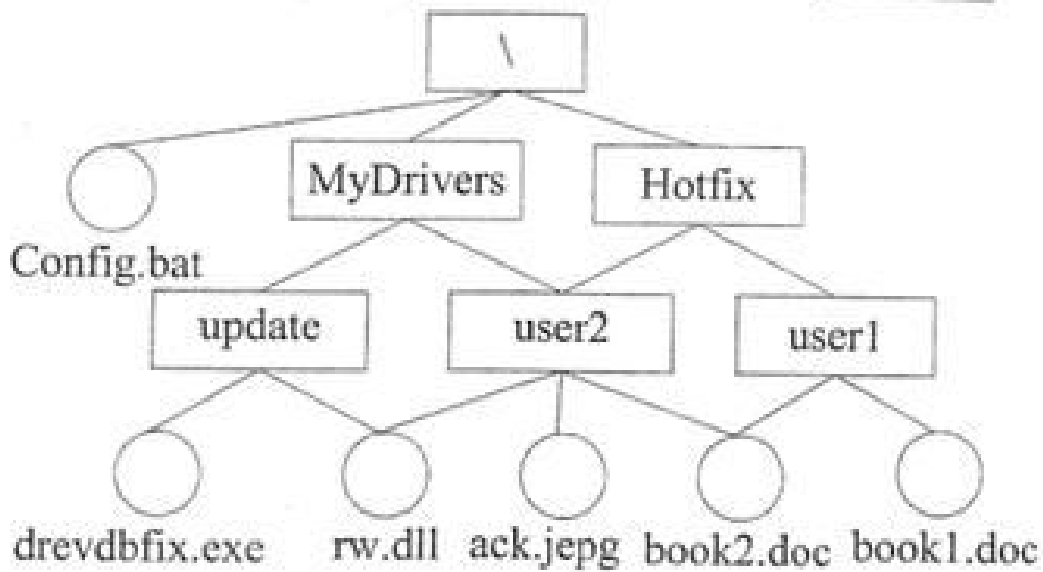 \
MyDrivers Hotfix
Config.bat
update user2 user1
drevdbfix.exe rw.dll ack.jepg book2.doc book1.doc